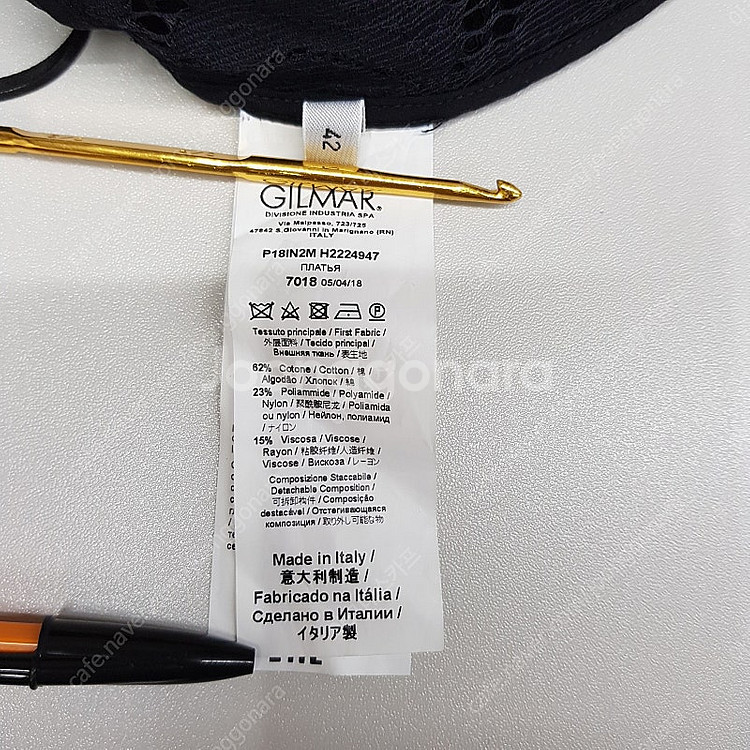 42
GILMAR®
DIVISIONE INDUSTRIA SPA
Via Malpasso, 723/725
47842 S.Giovanni in Marignano (RN)
ITALY
P18IN2M H2224947
ПЛАТЬЯ
7018 05/04/18
Tessuto principale / First Fabric /
外层面料 / Tecido principal /
Внешняя ткань / 表生地
62% Cotone / Cotton / 棉 /
Algodão / Хлопок / 綿
23% Poliammide / Polyamide /
Nylon / 聚酰胺尼龙 / Poliamida
ou nylon / Нейлон, полиамид
/ ナイロン
15% Viscosa / Viscose /
Rayon / 粘胶纤维/人造纤维 /
Viscose / Вискоза / レーヨン
Composizione Staccabile /
Detachable Composition /
可拆卸构件 / Composição
destacável / Отстегивающаяся
композиция / 取り外し可能な物
Made in Italy /
意大利制造 /
Fabricado na Itália /
Сделано в Италии /
イタリア製